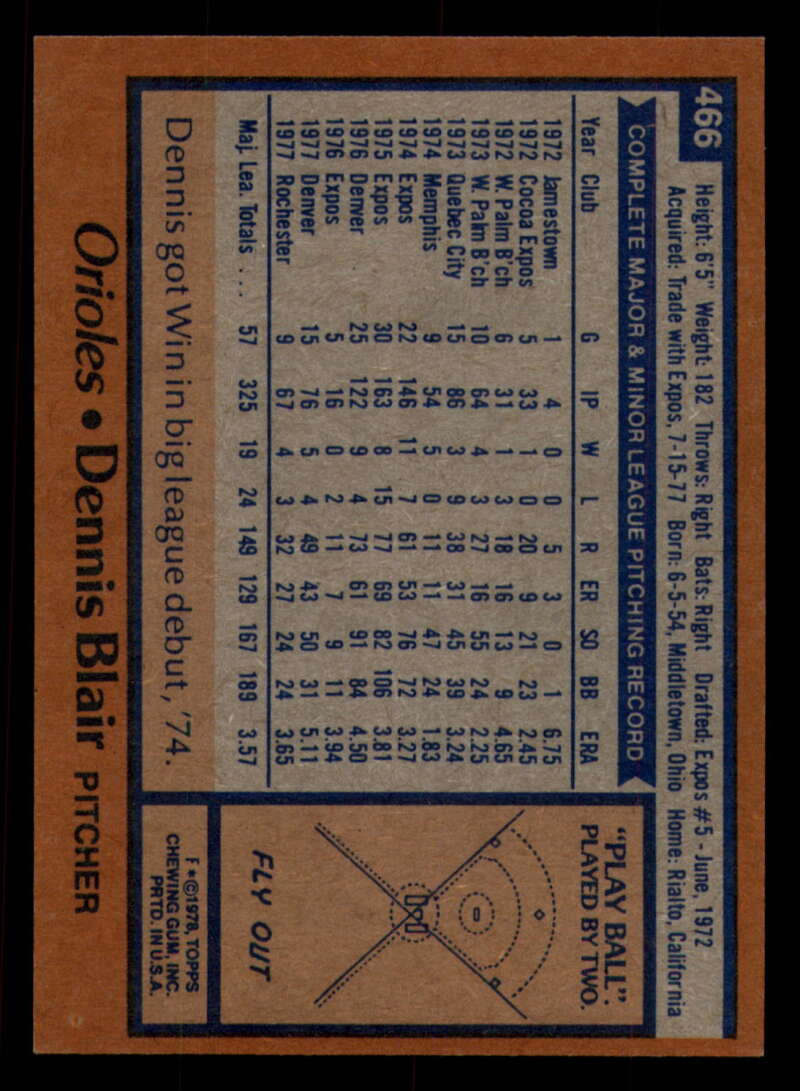 466
Height: 6'5" Weight: 182 Throws: Right Bats: Right Drafted: Expos #5 - June, 1972
Acquired: Trade with Expos, 7-15-77 Born: 6-5-54, Middletown, Ohio Home: Rialto, California
COMPLETE MAJOR & MINOR LEAGUE PITCHING RECORD
Year Club G IP W L R ER SO BB ERA
1972 Jamestown 1 4 0 0 5 3 0 1 6.75
1972 Cocoa Expos 5 33 1 0 20 9 21 23 2.45
1972 W. Palm B'ch 6 31 1 3 18 16 13 9 4.65
1973 W. Palm B'ch 10 64 4 3 27 16 55 24 2.25
1973 Quebec City 15 86 3 9 38 31 45 39 3.24
1974 Memphis 9 54 5 0 11 11 47 24 1.83
1974 Expos 22 146 11 7 61 53 76 72 3.27
1975 Expos 30 163 8 15 77 69 82 106 3.81
1976 Denver 25 122 9 4 73 61 91 84 4.50
1976 Expos 5 16 0 2 11 7 9 11 3.94
1977 Denver 15 76 5 4 49 43 50 31 5.11
1977 Rochester 9 67 4 3 32 27 24 24 3.65
Maj. Lea. Totals ... 57 325 19 24 149 129 167 189 3.57
Dennis got Win in big league debut, '74.
"PLAY BALL":
PLAYED BY TWO.
FLY OUT
F*©1978, TOPPS
CHEWING GUM, INC.
PRTD. IN U.S.A.
Orioles • Dennis Blair PITCHER